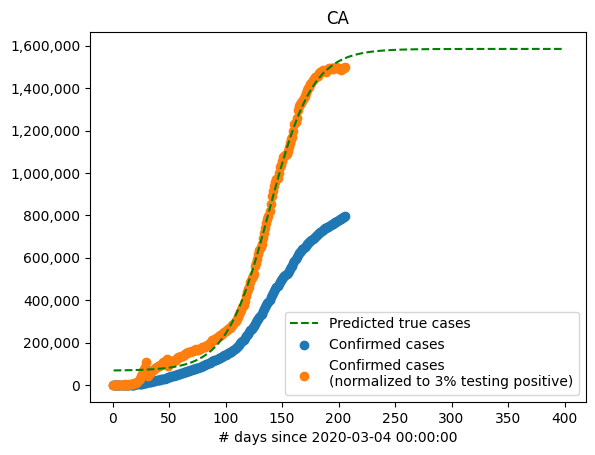 CA
1,600,000
1,400,000
1,200,000
1,000,000
800,000
600,000
400,000
200,000
0
Predicted true cases
Confirmed cases
Confirmed cases
(normalized to 3% testing positive)
0 50 100 150 200 250 300 350 400
# days since 2020-03-04 00:00:00